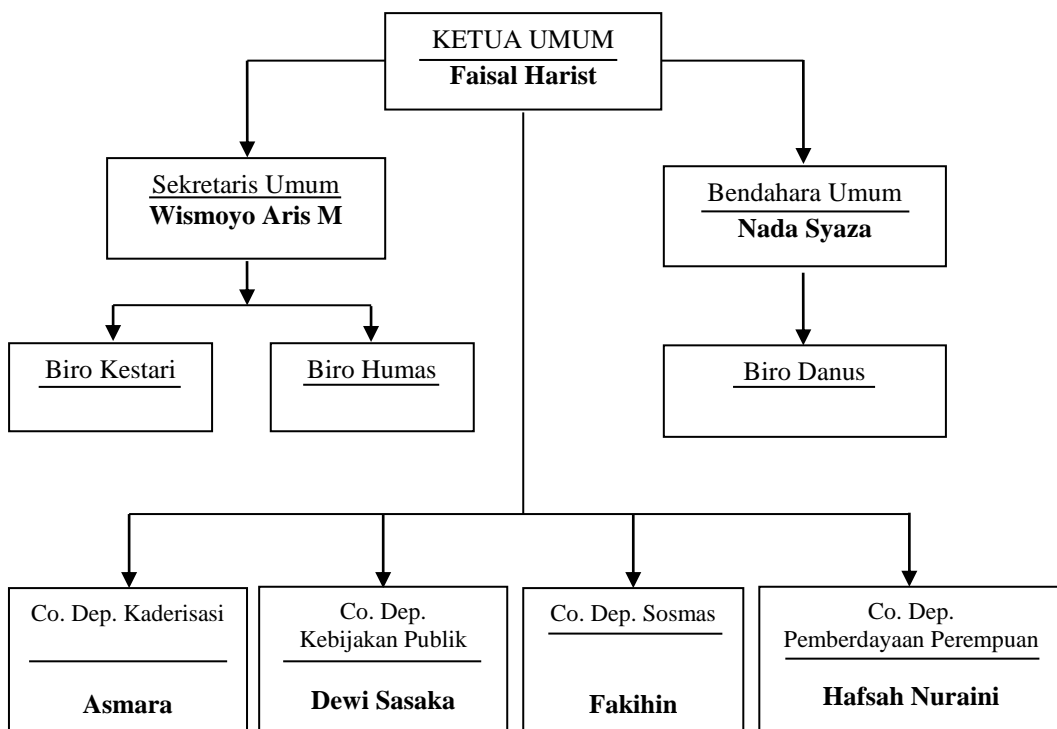 KETUA UMUM
Faisal Harist
Sekretaris Umum
Wismoyo Aris M
Bendahara Umum
Nada Syaza
Biro Kestari
Biro Humas
Biro Danus
Co. Dep. Kaderisasi
Asmara
Co. Dep.
Kebijakan Publik
Dewi Sasaka
Co. Dep. Sosmas
Fakihin
Co. Dep.
Pemberdayaan Perempuan
Hafsah Nuraini